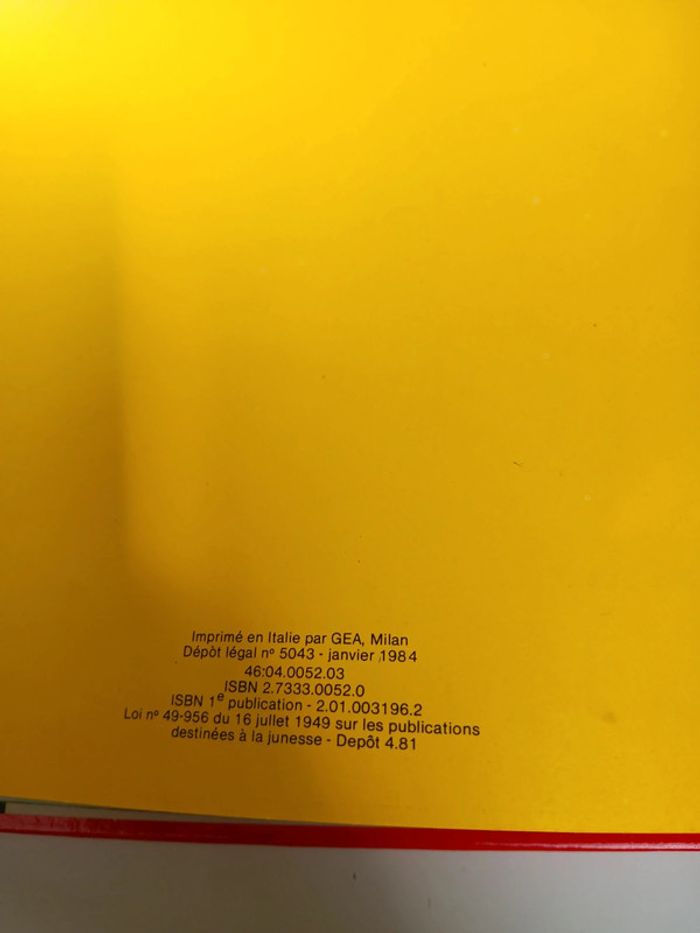 Imprimé en Italie par GEA, Milan
Dépôt légal nº 5043 - janvier 1984
46:04.0052.03
ISBN 2.7333.0052.0
ISBN 1e publication - 2.01.003196.2
Loi nº 49-956 du 16 jullet 1949 sur les publications
destinées à la junesse - Depôt 4.81